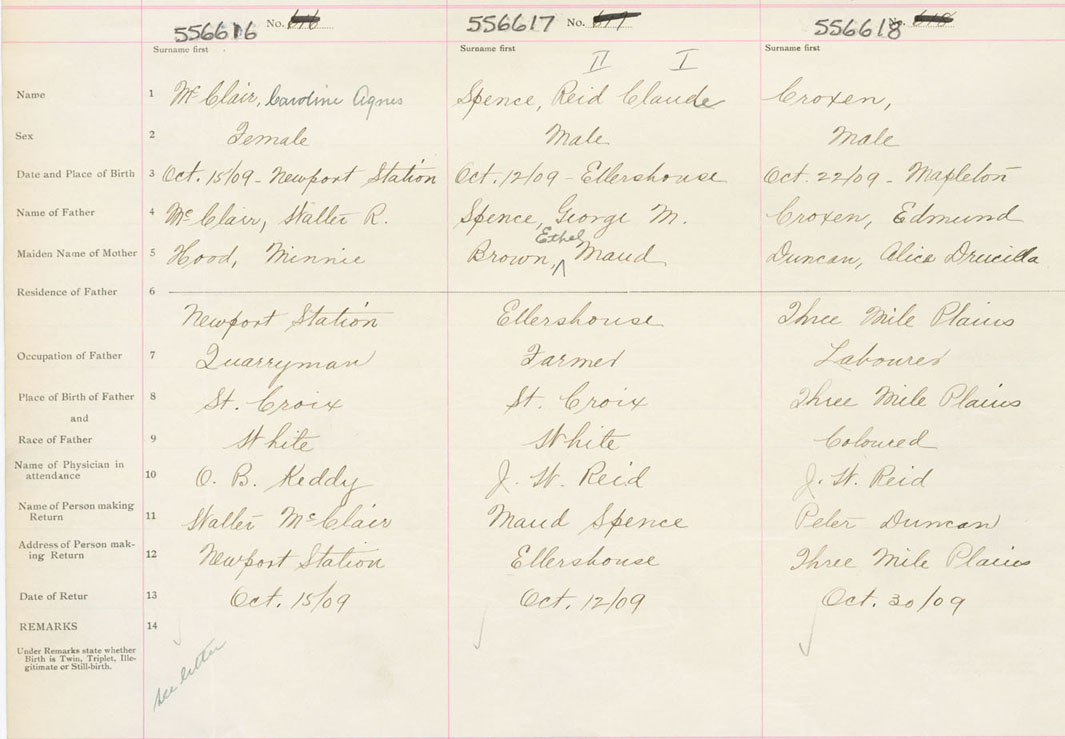 556616 No. 616 556617 No. 617 556618 No. 618
Surname first Surname first Surname first
II I
Name 1 McClair, Caroline Agnes Spence, Reid Claude Croxen,
Sex 2 Female Male Male
Date and Place of Birth 3 Oct. 15/09 - Newport Station Oct. 12/09 - Ellershouse Oct. 22/09 - Mapleton
Name of Father 4 McClair, Walter R. Spence, George M. Croxen, Edmund
Ethel
Maiden Name of Mother 5 Hood, Minnie Brown, ^ Maud Duncan, Alice Druscilla
Residence of Father 6
Newport Station Ellershouse Three Mile Plains
Occupation of Father 7 Quarryman Farmer Labourer
Place of Birth of Father 8 St. Croix St. Croix Three Mile Plains
and
Race of Father 9 White White Coloured
Name of Physician in
attendance 10 O. B. Keddy J. W. Reid J. W. Reid
Name of Person making
Return 11 Walter McClair Maud Spence Peter Duncan
Address of Person mak-
ing Return 12 Newport Station Ellershouse Three Mile Plains
Date of Retur 13 Oct. 15/09 Oct. 12/09 Oct. 30/09
REMARKS 14
Under Remarks state whether
Birth is Twin, Triplet, Ille-
gitimate or Still-birth.
see letter